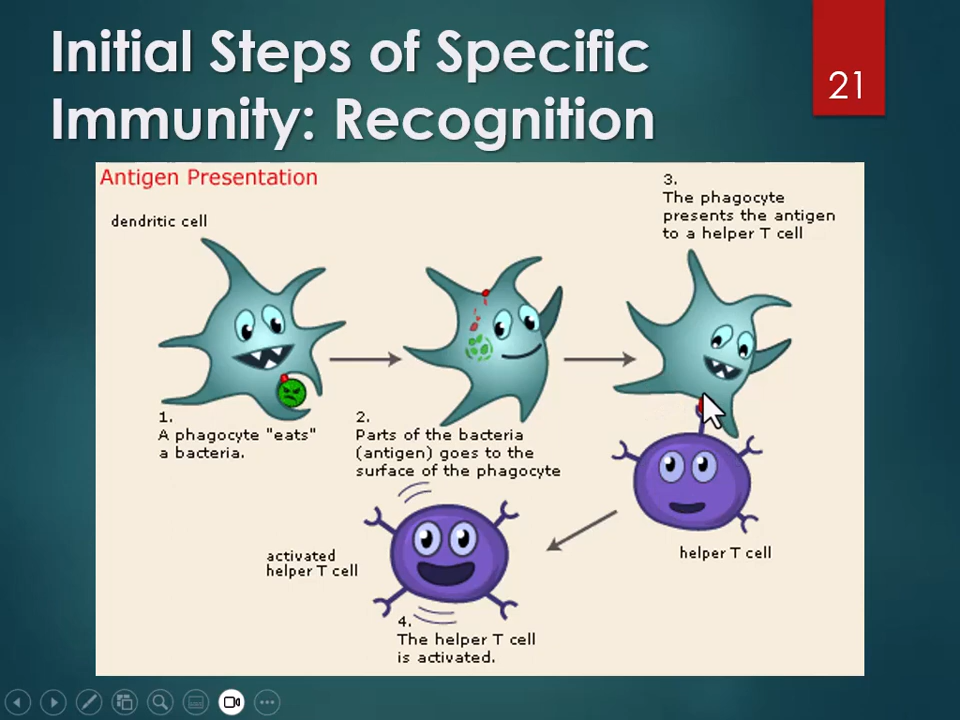 Initial Steps of Specific
Immunity: Recognition
21
Antigen Presentation
dendritic cell
1.
A phagocyte "eats"
a bacteria.
2.
Parts of the bacteria
(antigen) goes to the
surface of the phagocyte
3.
The phagocyte
presents the antigen
to a helper T cell
helper T cell
activated
helper T cell
4.
The helper T cell
is activated.